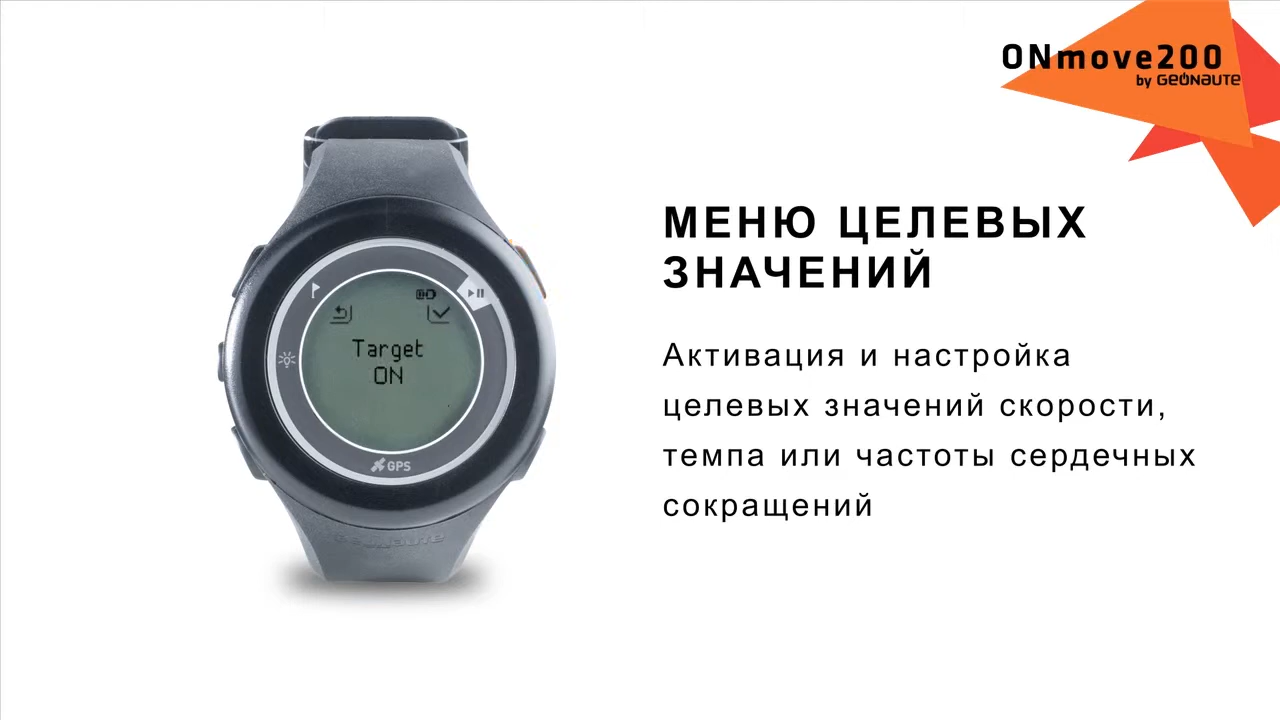 ONmove200
by GEONAUTE
МЕНЮ ЦЕЛЕВЫХ
ЗНАЧЕНИЙ
Активация и настройка
целевых значений скорости,
темпа или частоты сердечных
сокращений
Target
ON
GPS
GEONAUTE